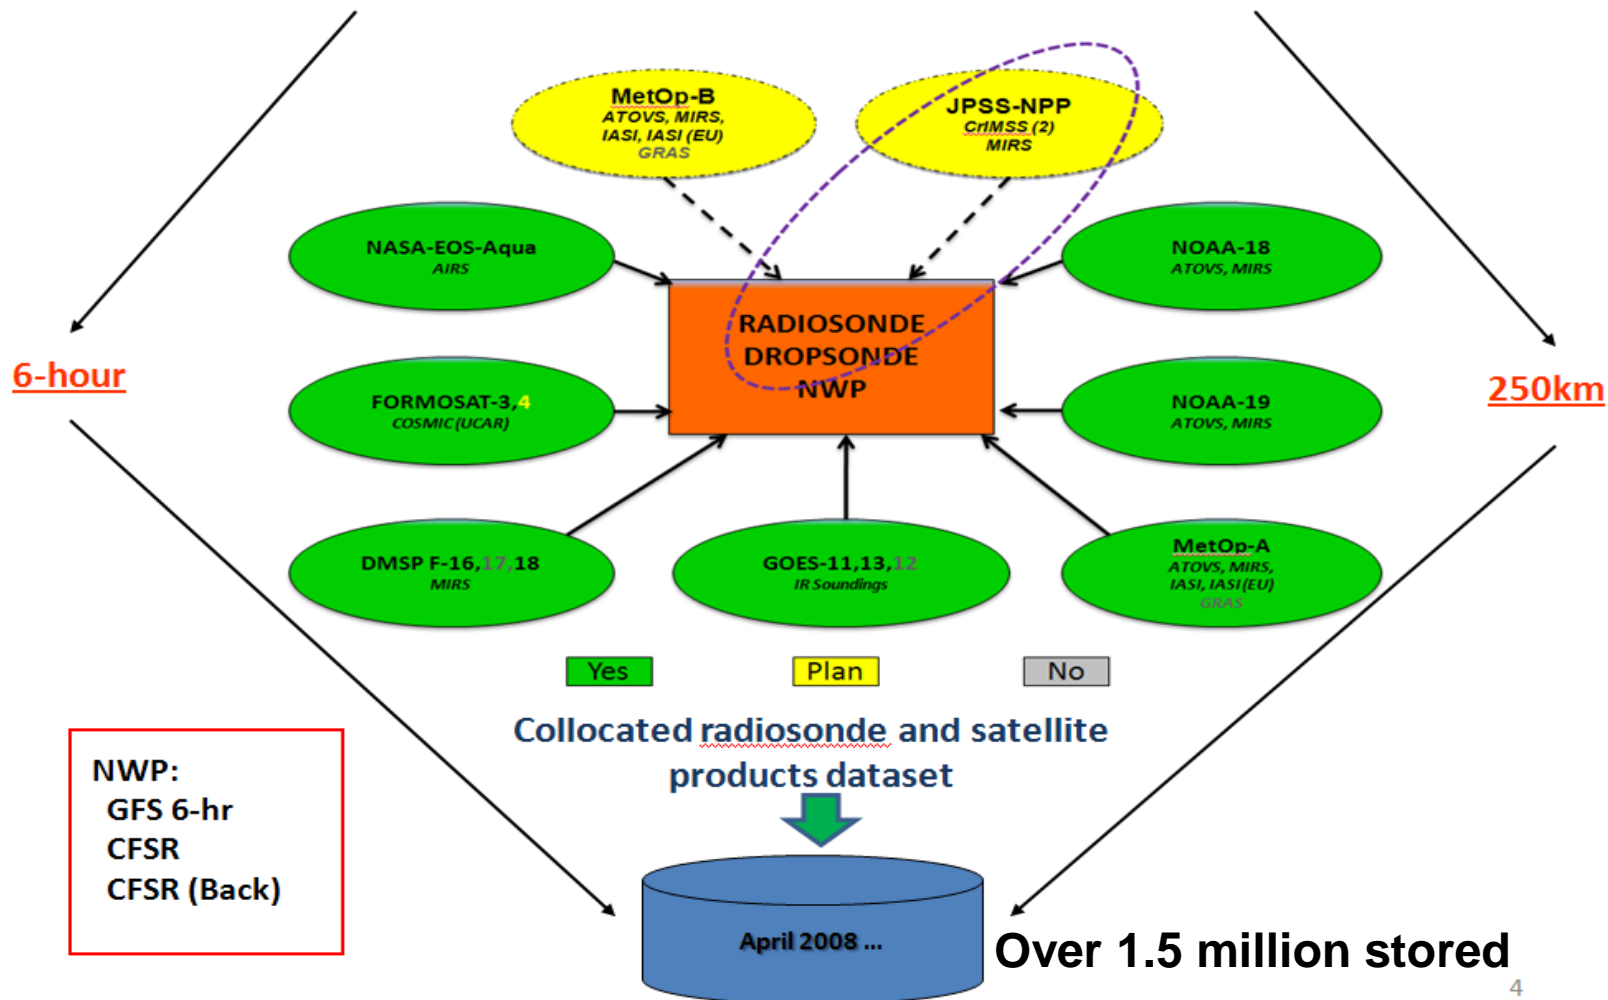 MetOp-B
ATOVS, MIRS,
IASI, IASI (EU)
GRAS
JPSS-NPP
CrIMSS (2)
MIRS
NASA-EOS-Aqua
AIRS
NOAA-18
ATOVS, MIRS
RADIOSONDE
DROPSONDE
NWP
6-hour
250km
FORMOSAT-3,4
COSMIC (UCAR)
NOAA-19
ATOVS, MIRS
DMSP F-16,17,18
MIRS
GOES-11,13,12
IR Soundings
MetOp-A
ATOVS, MIRS,
IASI, IASI (EU)
GRAS
Yes
Plan
No
Collocated radiosonde and satellite
products dataset
NWP:
GFS 6-hr
CFSR
CFSR (Back)
April 2008 ...
Over 1.5 million stored
4